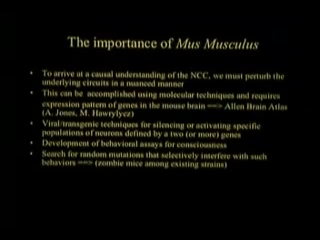 The importance of Mus Musculus
• To arrive at a causal understanding of the NCC, we must perturb the
underlying circuits in a nuanced manner
• This can be accomplished using molecular techniques and requires
expression pattern of genes in the mouse brain ==> Allen Brain Atlas
(A. Jones, M. Hawrylycz)
• Viral/transgenic techniques for silencing or activating specific
populations of neurons defined by a two (or more) genes
• Development of behavioral assays for consciousness
• Search for random mutations that selectively interfere with such
behaviors ==> (zombie mice among existing strains)